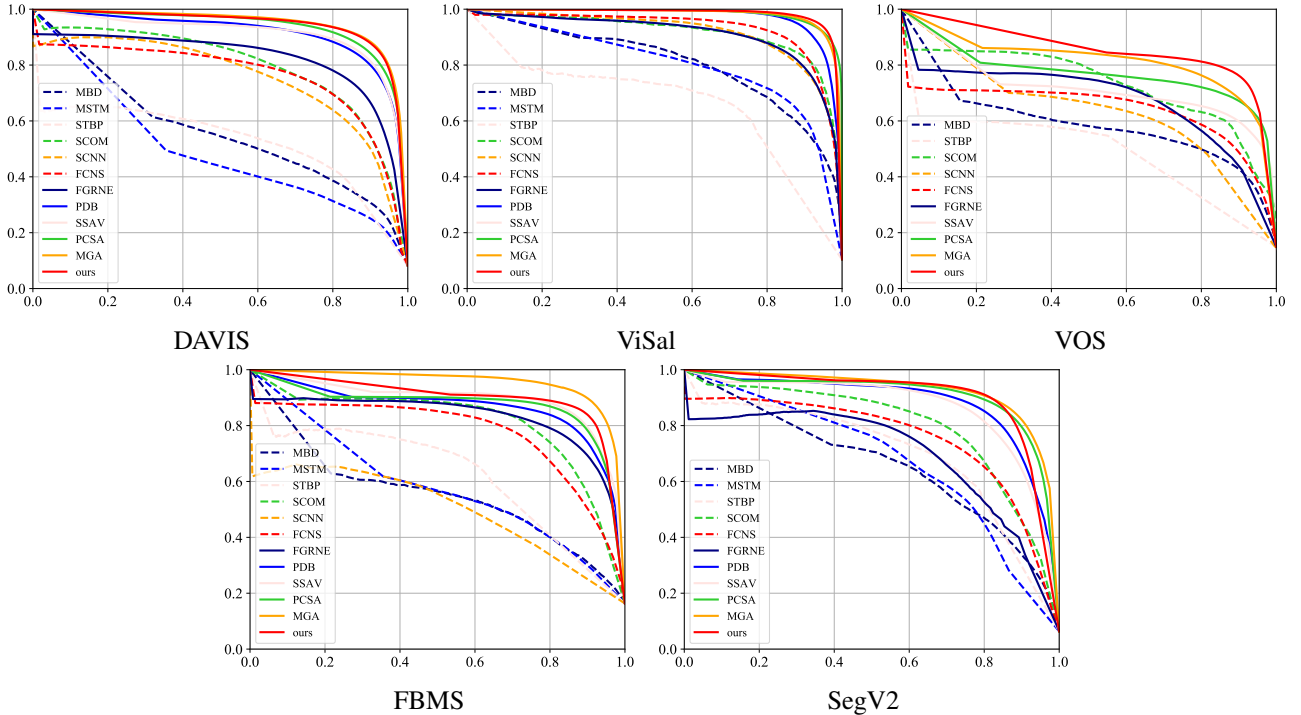 1.0
0.8
0.6
0.4
0.2
0.0
MBD
MSTM
STBP
SCOM
SCNN
FCNS
FGRNE
PDB
SSAV
PCSA
MGA
ours
0.0 0.2 0.4 0.6 0.8 1.0
DAVIS
1.0
0.8
0.6
0.4
0.2
0.0
MBD
MSTM
STBP
SCOM
SCNN
FCNS
FGRNE
PDB
SSAV
PCSA
MGA
ours
0.0 0.2 0.4 0.6 0.8 1.0
ViSal
1.0
0.8
0.6
0.4
0.2
0.0
MBD
STBP
SCOM
SCNN
FCNS
FGRNE
SSAV
PCSA
MGA
ours
0.0 0.2 0.4 0.6 0.8 1.0
VOS
1.0
0.8
0.6
0.4
0.2
0.0
MBD
MSTM
STBP
SCOM
SCNN
FCNS
FGRNE
PDB
SSAV
PCSA
MGA
ours
0.0 0.2 0.4 0.6 0.8 1.0
FBMS
1.0
0.8
0.6
0.4
0.2
0.0
MBD
MSTM
STBP
SCOM
FCNS
FGRNE
PDB
SSAV
PCSA
MGA
ours
0.0 0.2 0.4 0.6 0.8 1.0
SegV2